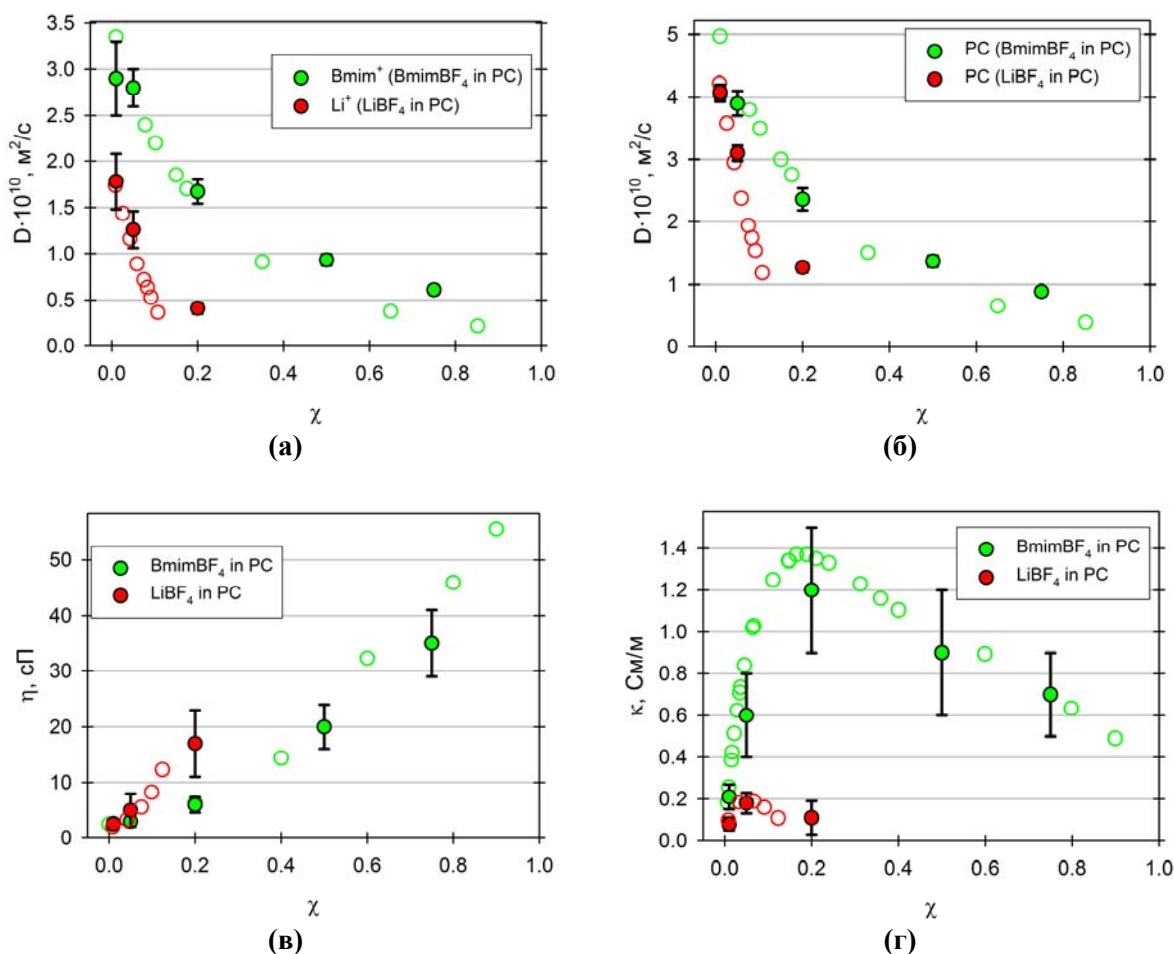 3.5
3.0
2.5
2.0
1.5
1.0
0.5
0.0
D·10¹⁰, м²/с
Bmim⁺ (BmimBF₄ in PC)
Li⁺ (LiBF₄ in PC)
0.0 0.2 0.4 0.6 0.8 1.0
χ
(а)
5
4
3
2
1
0
D·10¹⁰, м²/с
PC (BmimBF₄ in PC)
PC (LiBF₄ in PC)
0.0 0.2 0.4 0.6 0.8 1.0
χ
(б)
50
40
30
20
10
0
η, сП
BmimBF₄ in PC
LiBF₄ in PC
0.0 0.2 0.4 0.6 0.8 1.0
χ
(в)
1.4
1.2
1.0
0.8
0.6
0.4
0.2
0.0
κ, См/м
BmimBF₄ in PC
LiBF₄ in PC
0.0 0.2 0.4 0.6 0.8 1.0
χ
(г)